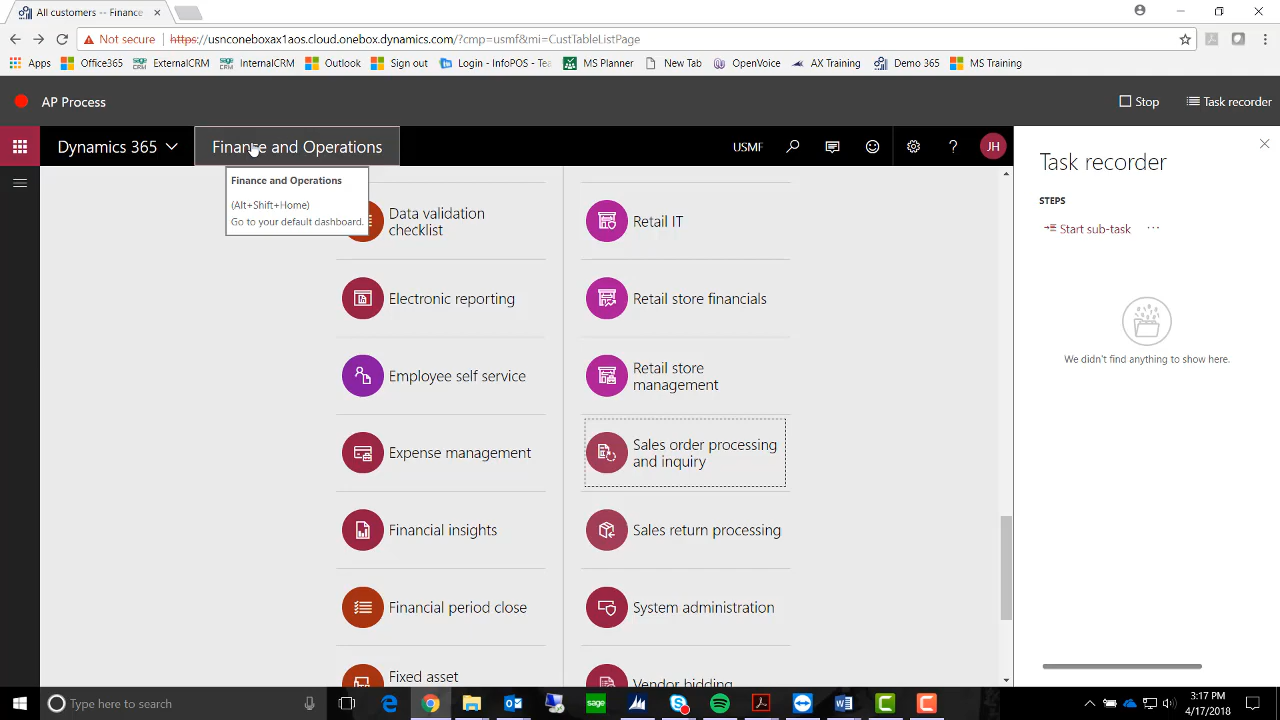 All customers -- Finance
Not secure
https://usnconeboxax1aos.cloud.onebox.dynamics.com/?cmp=usmf&mi=CustTableListPage
Apps
Office365
ExternalCRM
InternalCRM
Outlook
Sign out
Login - InfoPOS - Tea
MS Planner
New Tab
OpenVoice
AX Training
Demo 365
MS Training
AP Process
Stop
Task recorder
Dynamics 365
Finance and Operations
USMF
JH
Finance and Operations
(Alt+Shift+Home)
Go to your default dashboard.
Data validation
checklist
Electronic reporting
Employee self service
Expense management
Financial insights
Financial period close
Fixed asset
Retail IT
Retail store financials
Retail store
management
Sales order processing
and inquiry
Sales return processing
System administration
Vendor bidding
Task recorder
STEPS
Start sub-task
We didn't find anything to show here.
Type here to search
sage
3:17 PM
4/17/2018